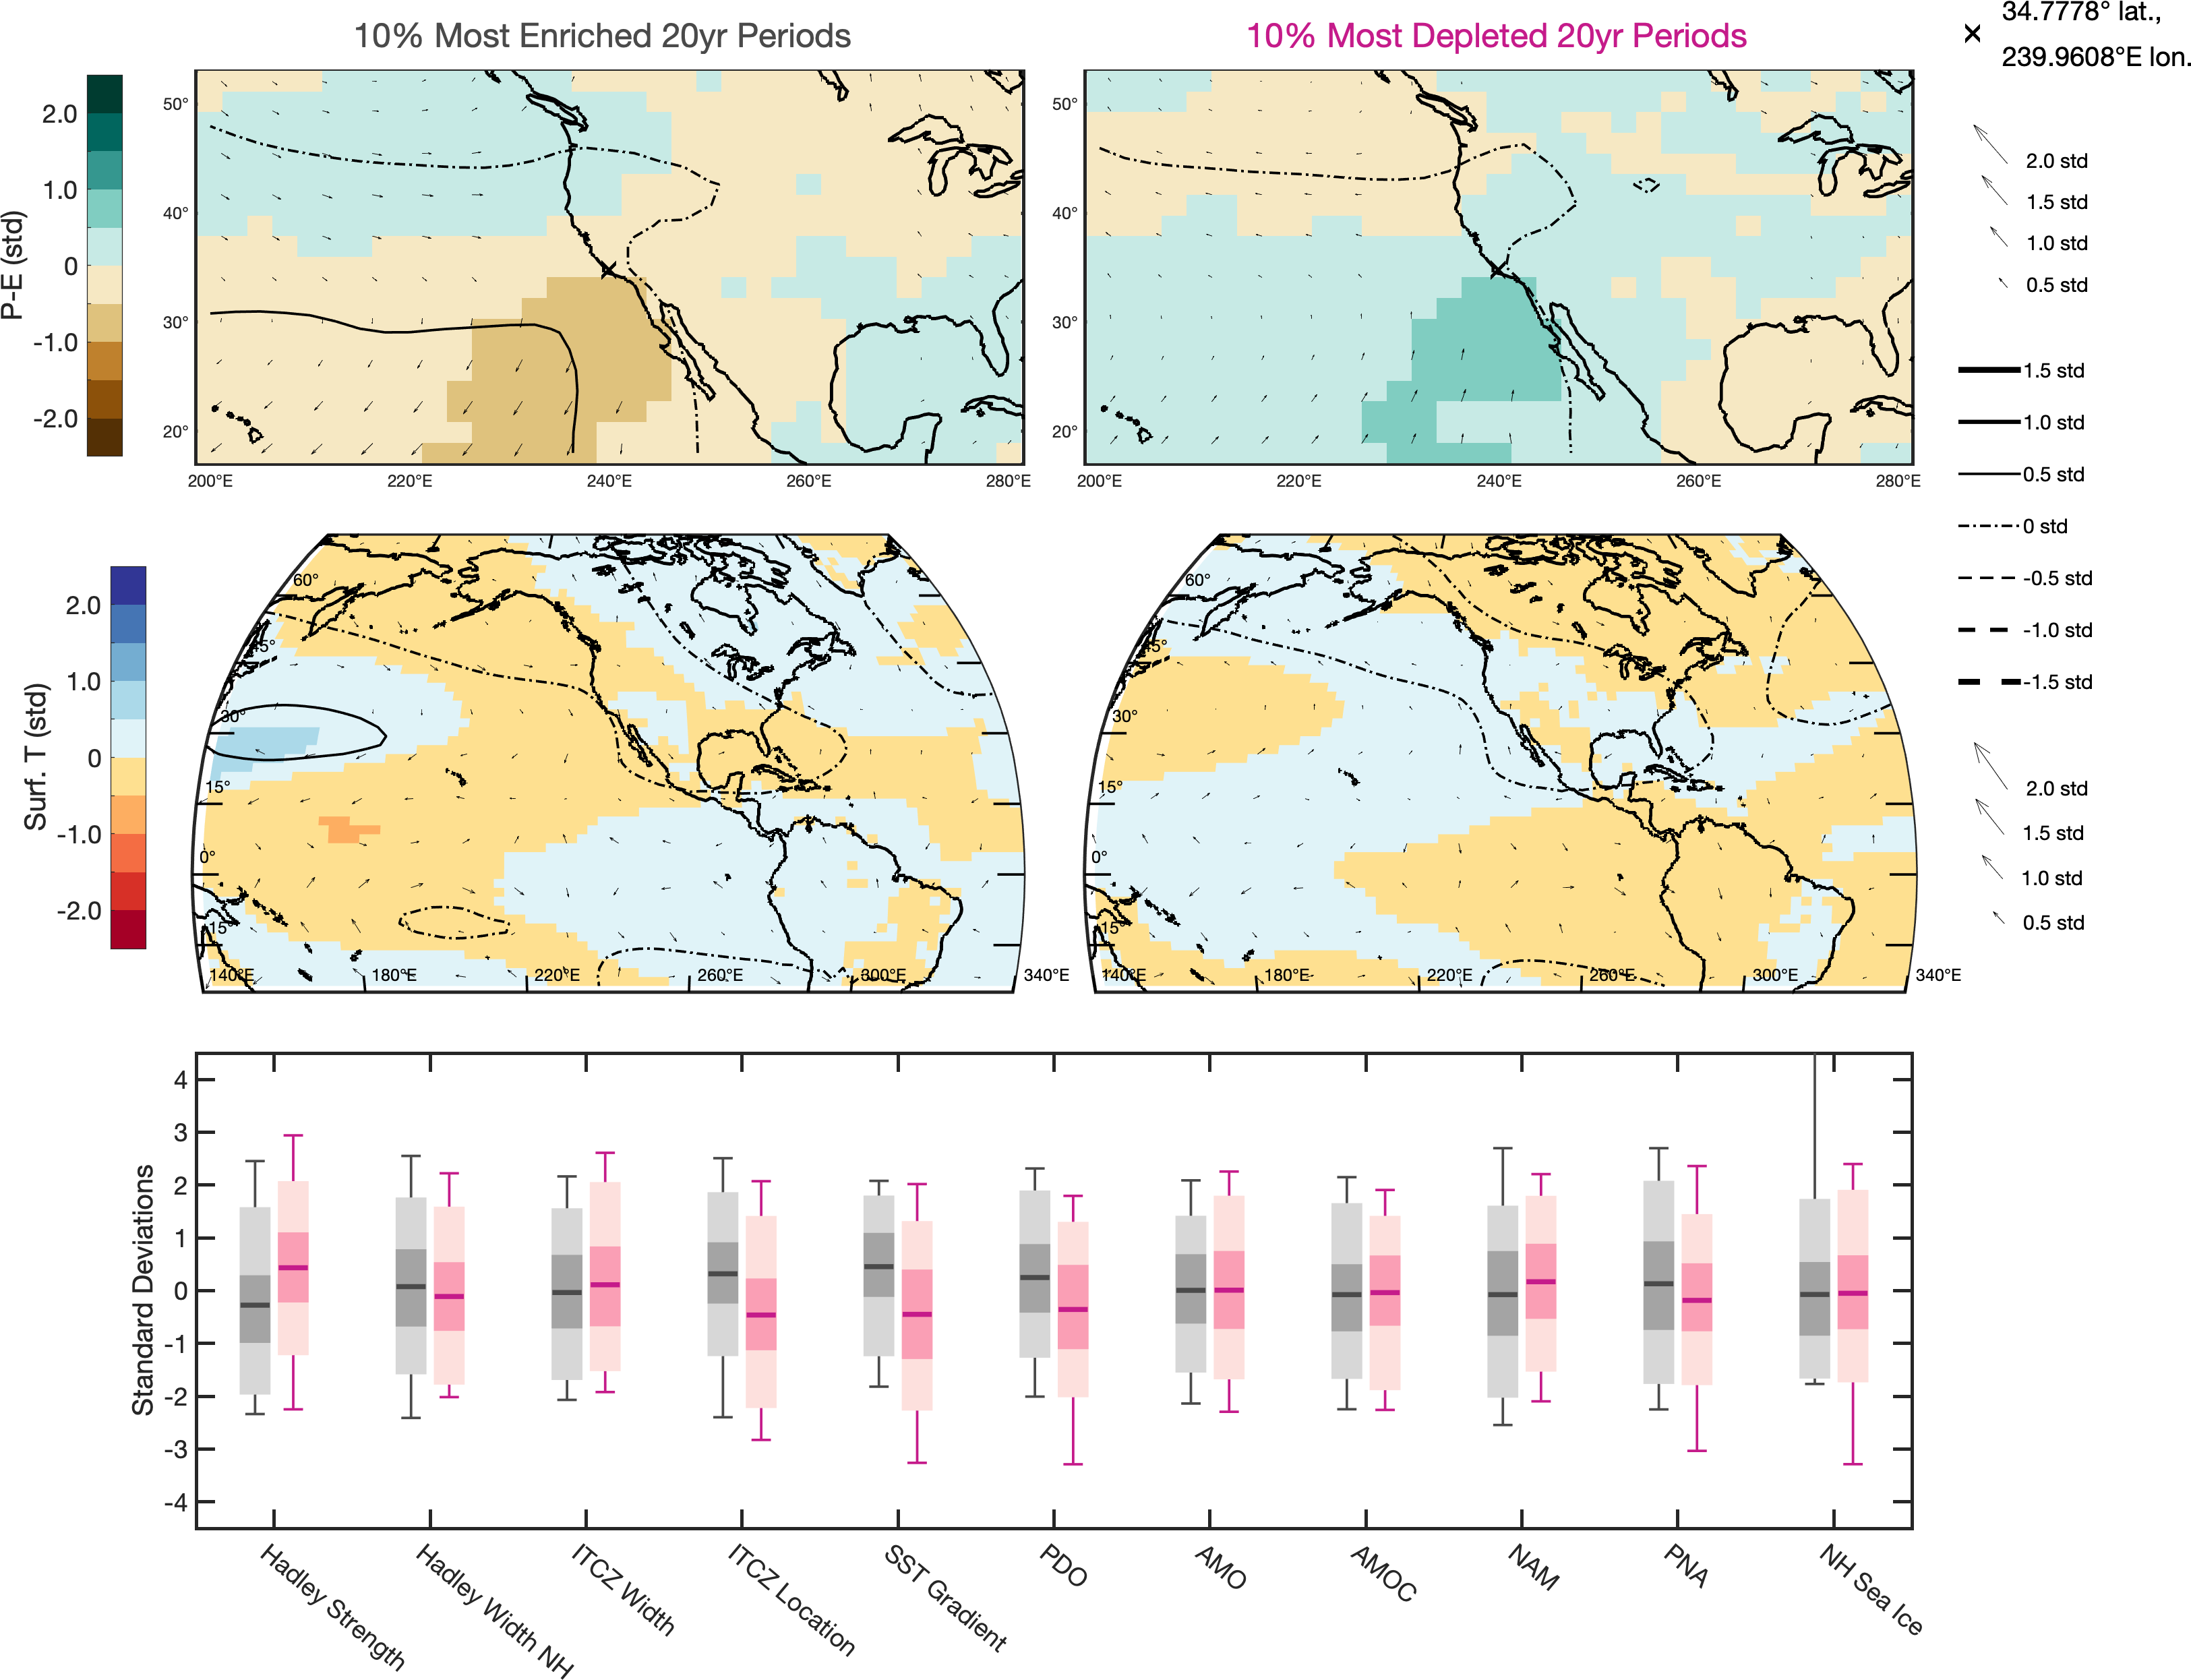 10% Most Enriched 20yr Periods
10% Most Depleted 20yr Periods
34.7778° lat.,
239.9608°E lon.
P-E (std)
2.0
1.0
0
-1.0
-2.0
50°
40°
30°
20°
200°E
220°E
240°E
260°E
280°E
50°
40°
30°
20°
200°E
220°E
240°E
260°E
280°E
2.0 std
1.5 std
1.0 std
0.5 std
1.5 std
1.0 std
0.5 std
0 std
-0.5 std
-1.0 std
-1.5 std
2.0 std
1.5 std
1.0 std
0.5 std
Surf. T (std)
2.0
1.0
0
-1.0
-2.0
60°
45°
30°
15°
0°
-15°
140°E
180°E
220°E
260°E
300°E
340°E
60°
45°
30°
15°
0°
-15°
140°E
180°E
220°E
260°E
300°E
340°E
Standard Deviations
4
3
2
1
0
-1
-2
-3
-4
Hadley Strength
Hadley Width NH
ITCZ Width
ITCZ Location
SST Gradient
PDO
AMO
AMOC
NAM
PNA
NH Sea Ice